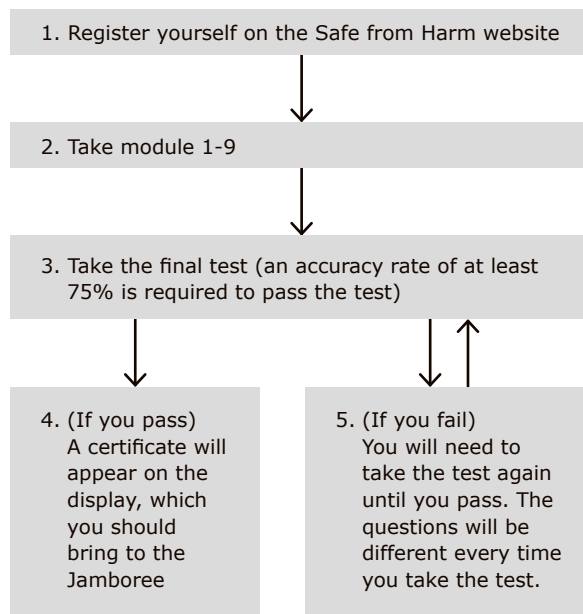 1. Register yourself on the Safe from Harm website
2. Take module 1-9
3. Take the final test (an accuracy rate of at least
75% is required to pass the test)
4. (If you pass)
A certificate will
appear on the
display, which
you should
bring to the
Jamboree
5. (If you fail)
You will need to
take the test again
until you pass. The
questions will be
different every time
you take the test.